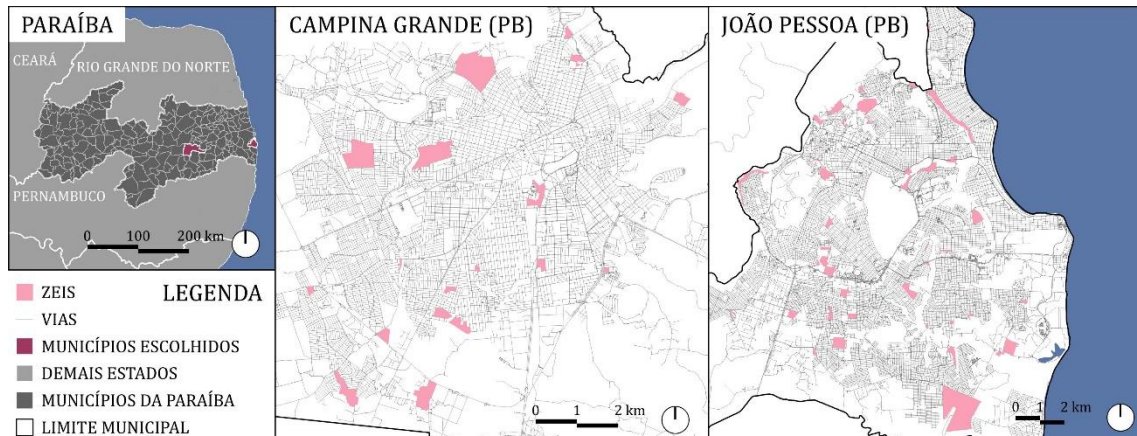 PARAÍBA
CEARÁ
RIO GRANDE DO NORTE
PERNAMBUCO
0 100 200 km
ZEIS
LEGENDA
VIAS
MUNICÍPIOS ESCOLHIDOS
DEMAIS ESTADOS
MUNICÍPIOS DA PARAÍBA
LIMITE MUNICIPAL
CAMPINA GRANDE (PB)
0 1 2 km
JOÃO PESSOA (PB)
0 1 2 km